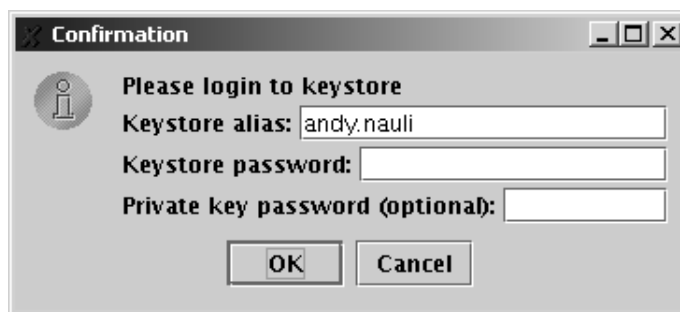 Confirmation
Please login to keystore
Keystore alias: andy.nauli
Keystore password:
Private key password (optional):
OK Cancel